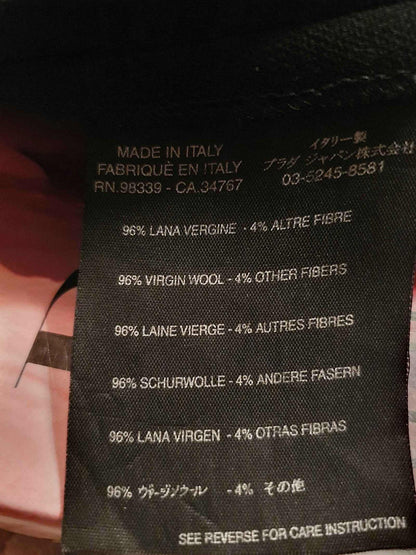 MADE IN ITALY
FABRIQUÈ EN ITALY
RN.98339 - CA.34767
イタリー製
プラダ ジャパン株式会社
03-5245-8581
96% LANA VERGINE - 4% ALTRE FIBRE
96% VIRGIN WOOL - 4% OTHER FIBERS
96% LAINE VIERGE - 4% AUTRES FIBRES
96% SCHURWOLLE - 4% ANDERE FASERN
96% LANA VIRGEN - 4% OTRAS FIBRAS
96% ヴァージンウール - 4% その他
SEE REVERSE FOR CARE INSTRUCTION